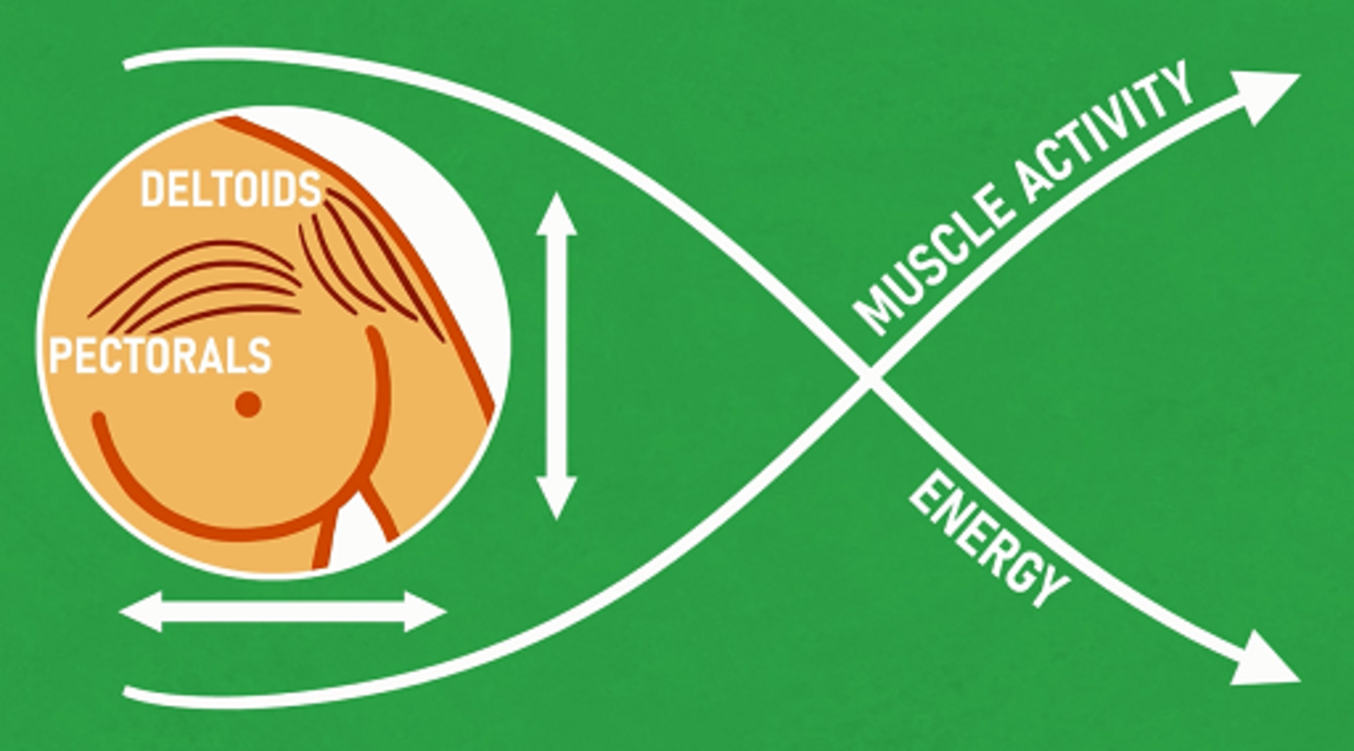 DELTOIDS
PECTORALS
MUSCLE ACTIVITY
ENERGY